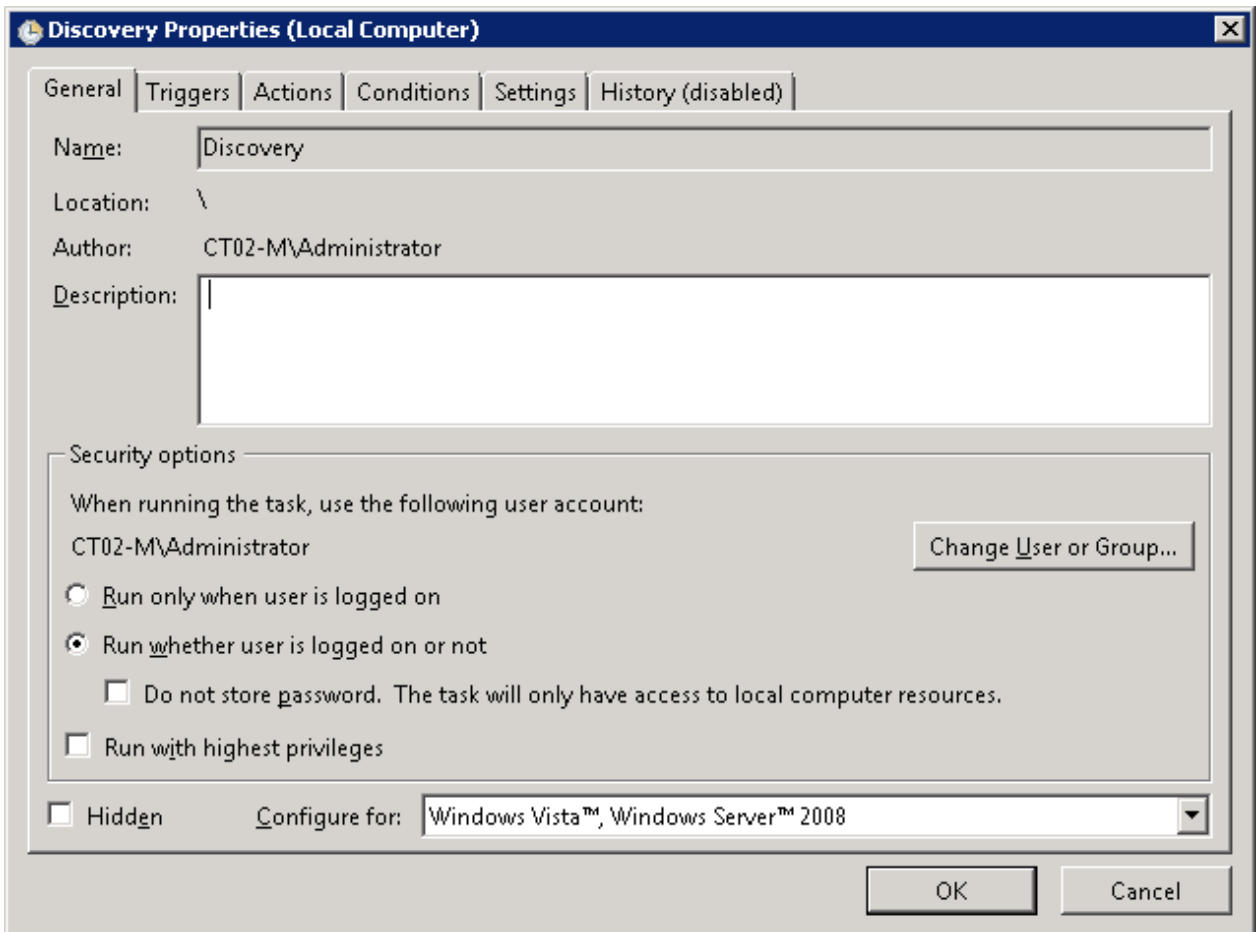 Discovery Properties (Local Computer)
General Triggers Actions Conditions Settings History (disabled)
Name: Discovery
Location: \
Author: CT02-M\Administrator
Description:
Security options
When running the task, use the following user account:
CT02-M\Administrator Change User or Group...
Run only when user is logged on
Run whether user is logged on or not
Do not store password. The task will only have access to local computer resources.
Run with highest privileges
Hidden Configure for: Windows Vista™, Windows Server™ 2008
OK Cancel